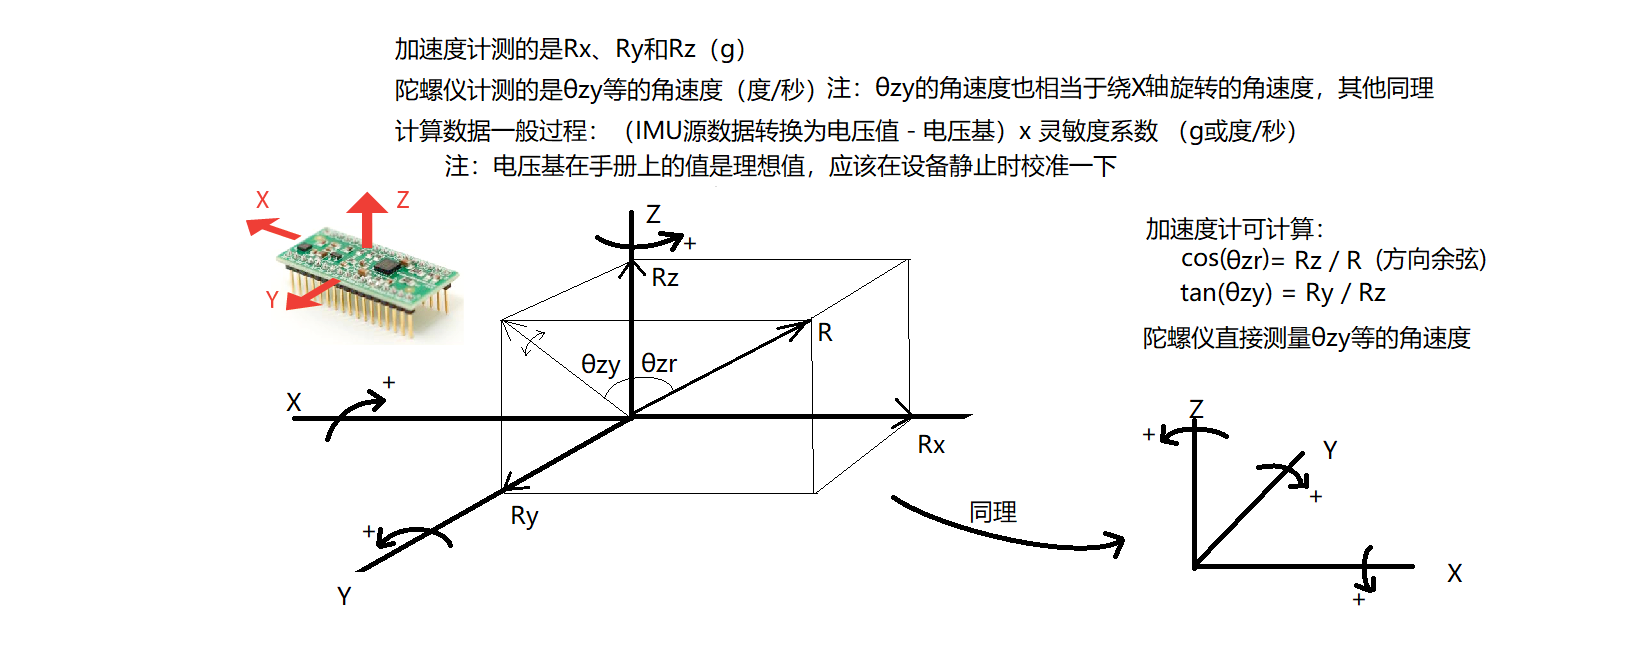 加速度计测的是Rx、Ry和Rz（g）
陀螺仪计测的是θzy等的角速度（度/秒）注：θzy的角速度也相当于绕X轴旋转的角速度，其他同理
计算数据一般过程：（IMU源数据转换为电压值 - 电压基）x 灵敏度系数 （g或度/秒）
注：电压基在手册上的值是理想值，应该在设备静止时校准一下
X
Z
Y
Z
+
Rz
R
θzy
θzr
X
+
Rx
Ry
+
Y
加速度计可计算：
cos(θzr)= Rz / R（方向余弦）
tan(θzy) = Ry / Rz
陀螺仪直接测量θzy等的角速度
同理
Z
+
Y
+
X
+